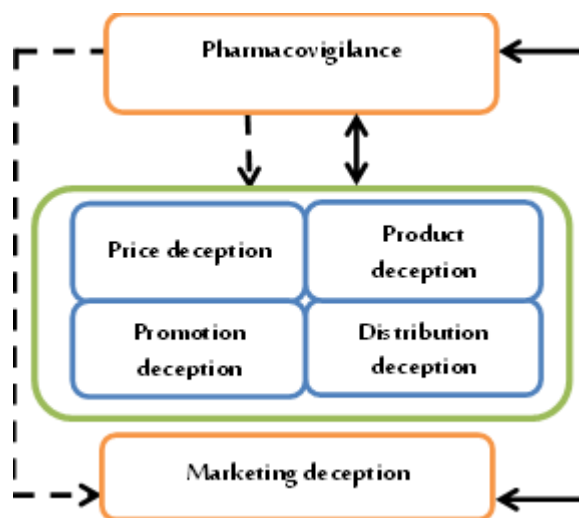 Pharmacovigilance
Price deception
Product
deception
Promotion
deception
Distribution
deception
Marketing deception